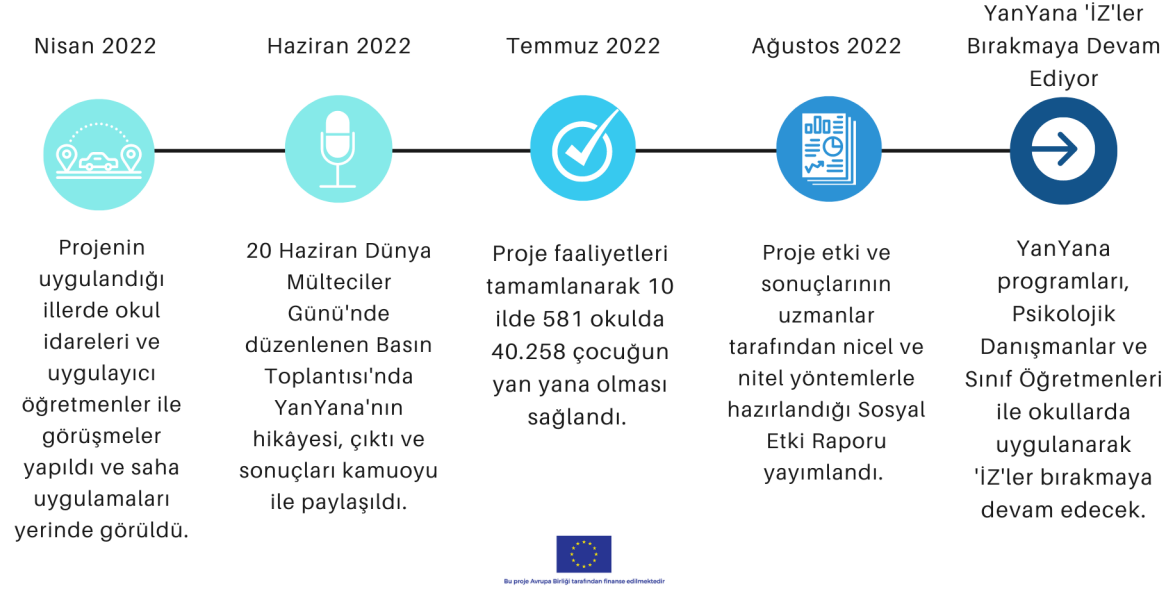 Nisan 2022
Projenin
uygulandığı
illerde okul
idareleri ve
uygulayıcı
öğretmenler ile
görüşmeler
yapıldı ve saha
uygulamaları
yerinde görüldü.
Haziran 2022
20 Haziran Dünya
Mülteciler
Günü'nde
düzenlenen Basın
Toplantısı'nda
YanYana'nın
hikâyesi, çıktı ve
sonuçları kamuoyu
ile paylaşıldı.
Temmuz 2022
Proje faaliyetleri
tamamlanarak 10
ilde 581 okulda
40.258 çocuğun
yan yana olması
sağlandı.
Ağustos 2022
Proje etki ve
sonuçlarının
uzmanlar
tarafından nicel ve
nitel yöntemlerle
hazırlandığı Sosyal
Etki Raporu
yayımlandı.
YanYana 'İZ'ler
Bırakmaya Devam
Ediyor
YanYana
programları,
Psikolojik
Danışmanlar ve
Sınıf Öğretmenleri
ile okullarda
uygulanarak
'İZ'ler bırakmaya
devam edecek.
Bu proje Avrupa Birliği tarafından finanse edilmektedir